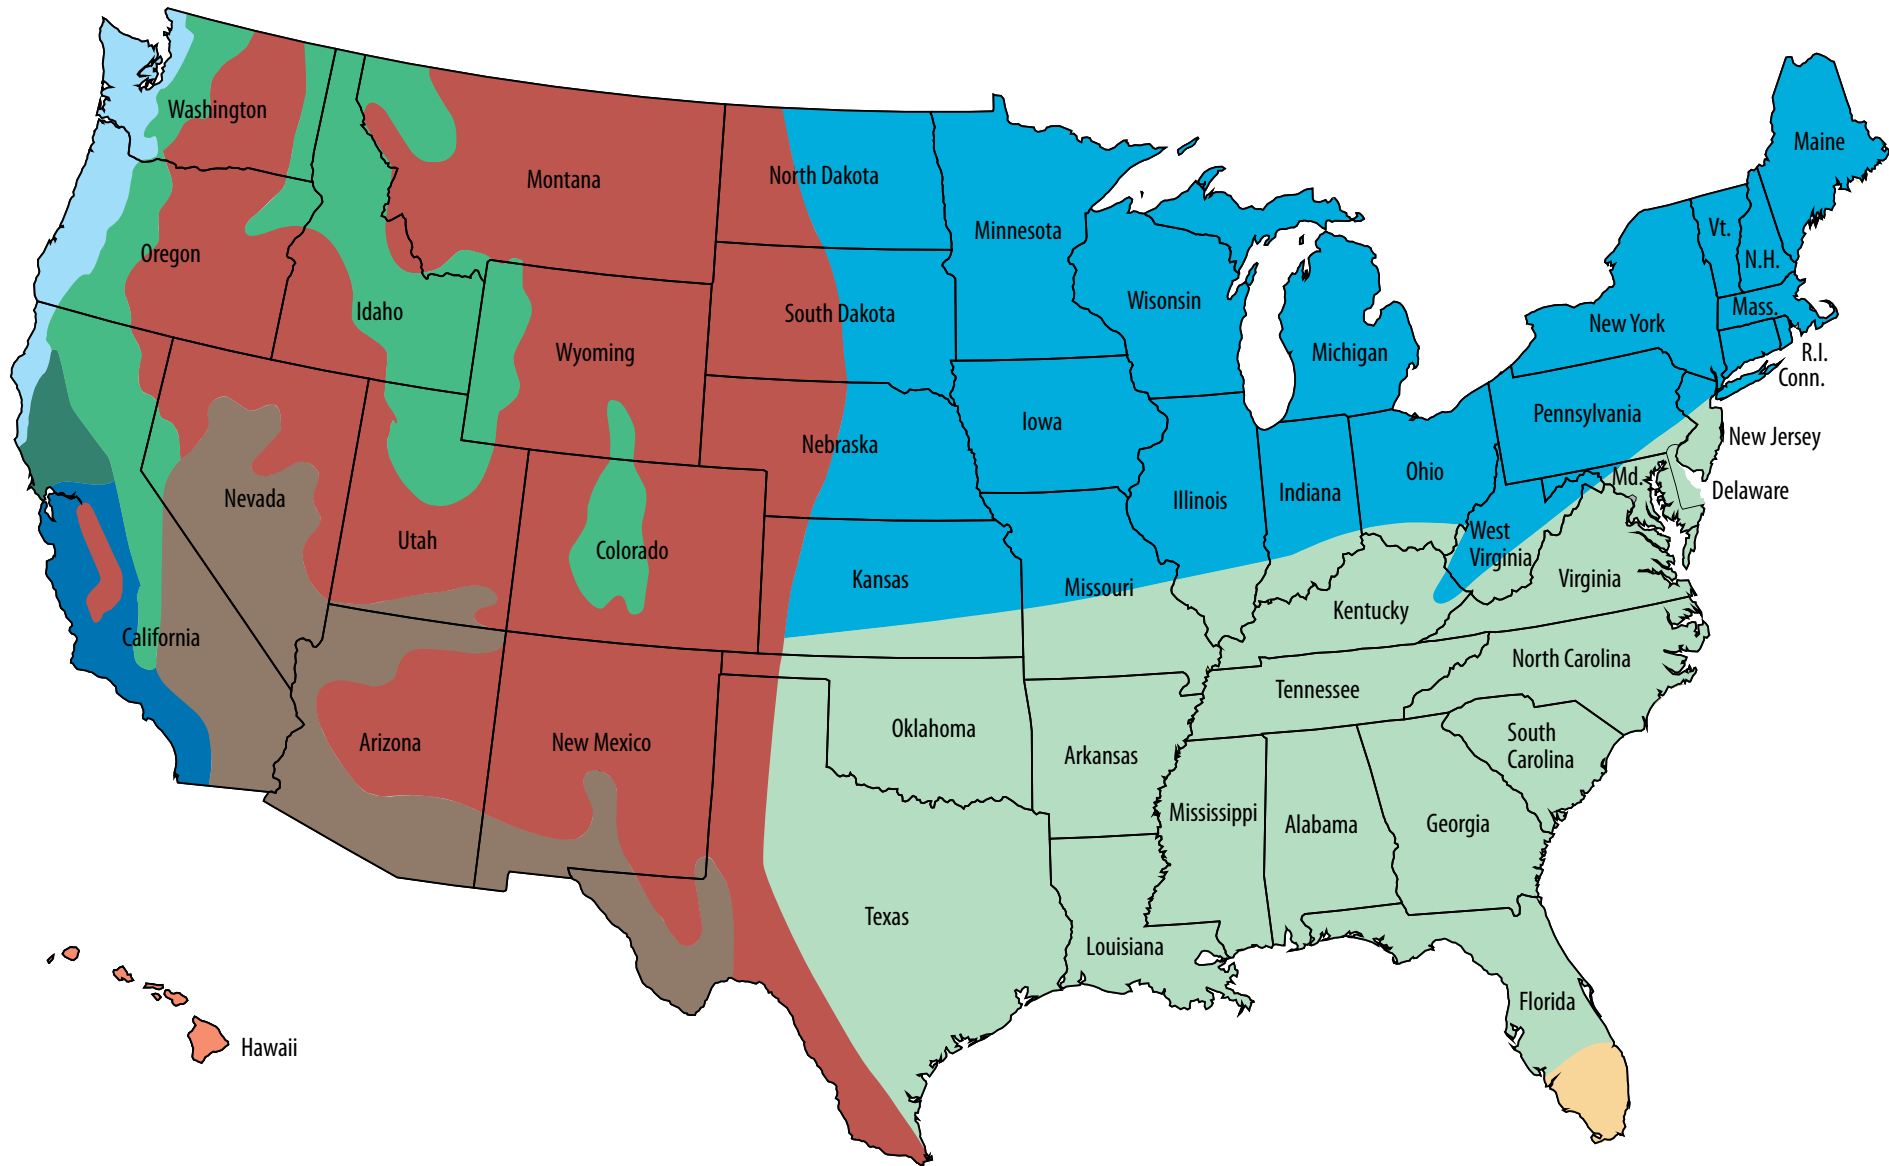 Washington
Montana
North Dakota
Minnesota
Maine
Oregon
Idaho
Wyoming
South Dakota
Wisonsin
Michigan
New York
Vt.
N.H.
Mass.
R.I.
Conn.
Nebraska
Iowa
Illinois
Indiana
Ohio
Pennsylvania
New Jersey
Md.
Delaware
Nevada
Utah
Colorado
Kansas
Missouri
West
Virginia
Virginia
Kentucky
California
Arizona
New Mexico
Oklahoma
Arkansas
Tennessee
North Carolina
South
Carolina
Mississippi
Alabama
Georgia
Texas
Louisiana
Florida
Hawaii